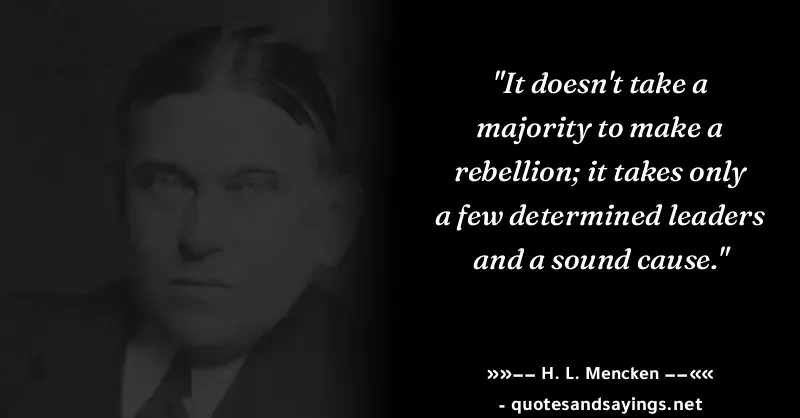 "It doesn't take a
majority to make a
rebellion; it takes only
a few determined leaders
and a sound cause."
»»–– H. L. Mencken ––««
- quotesandsayings.net